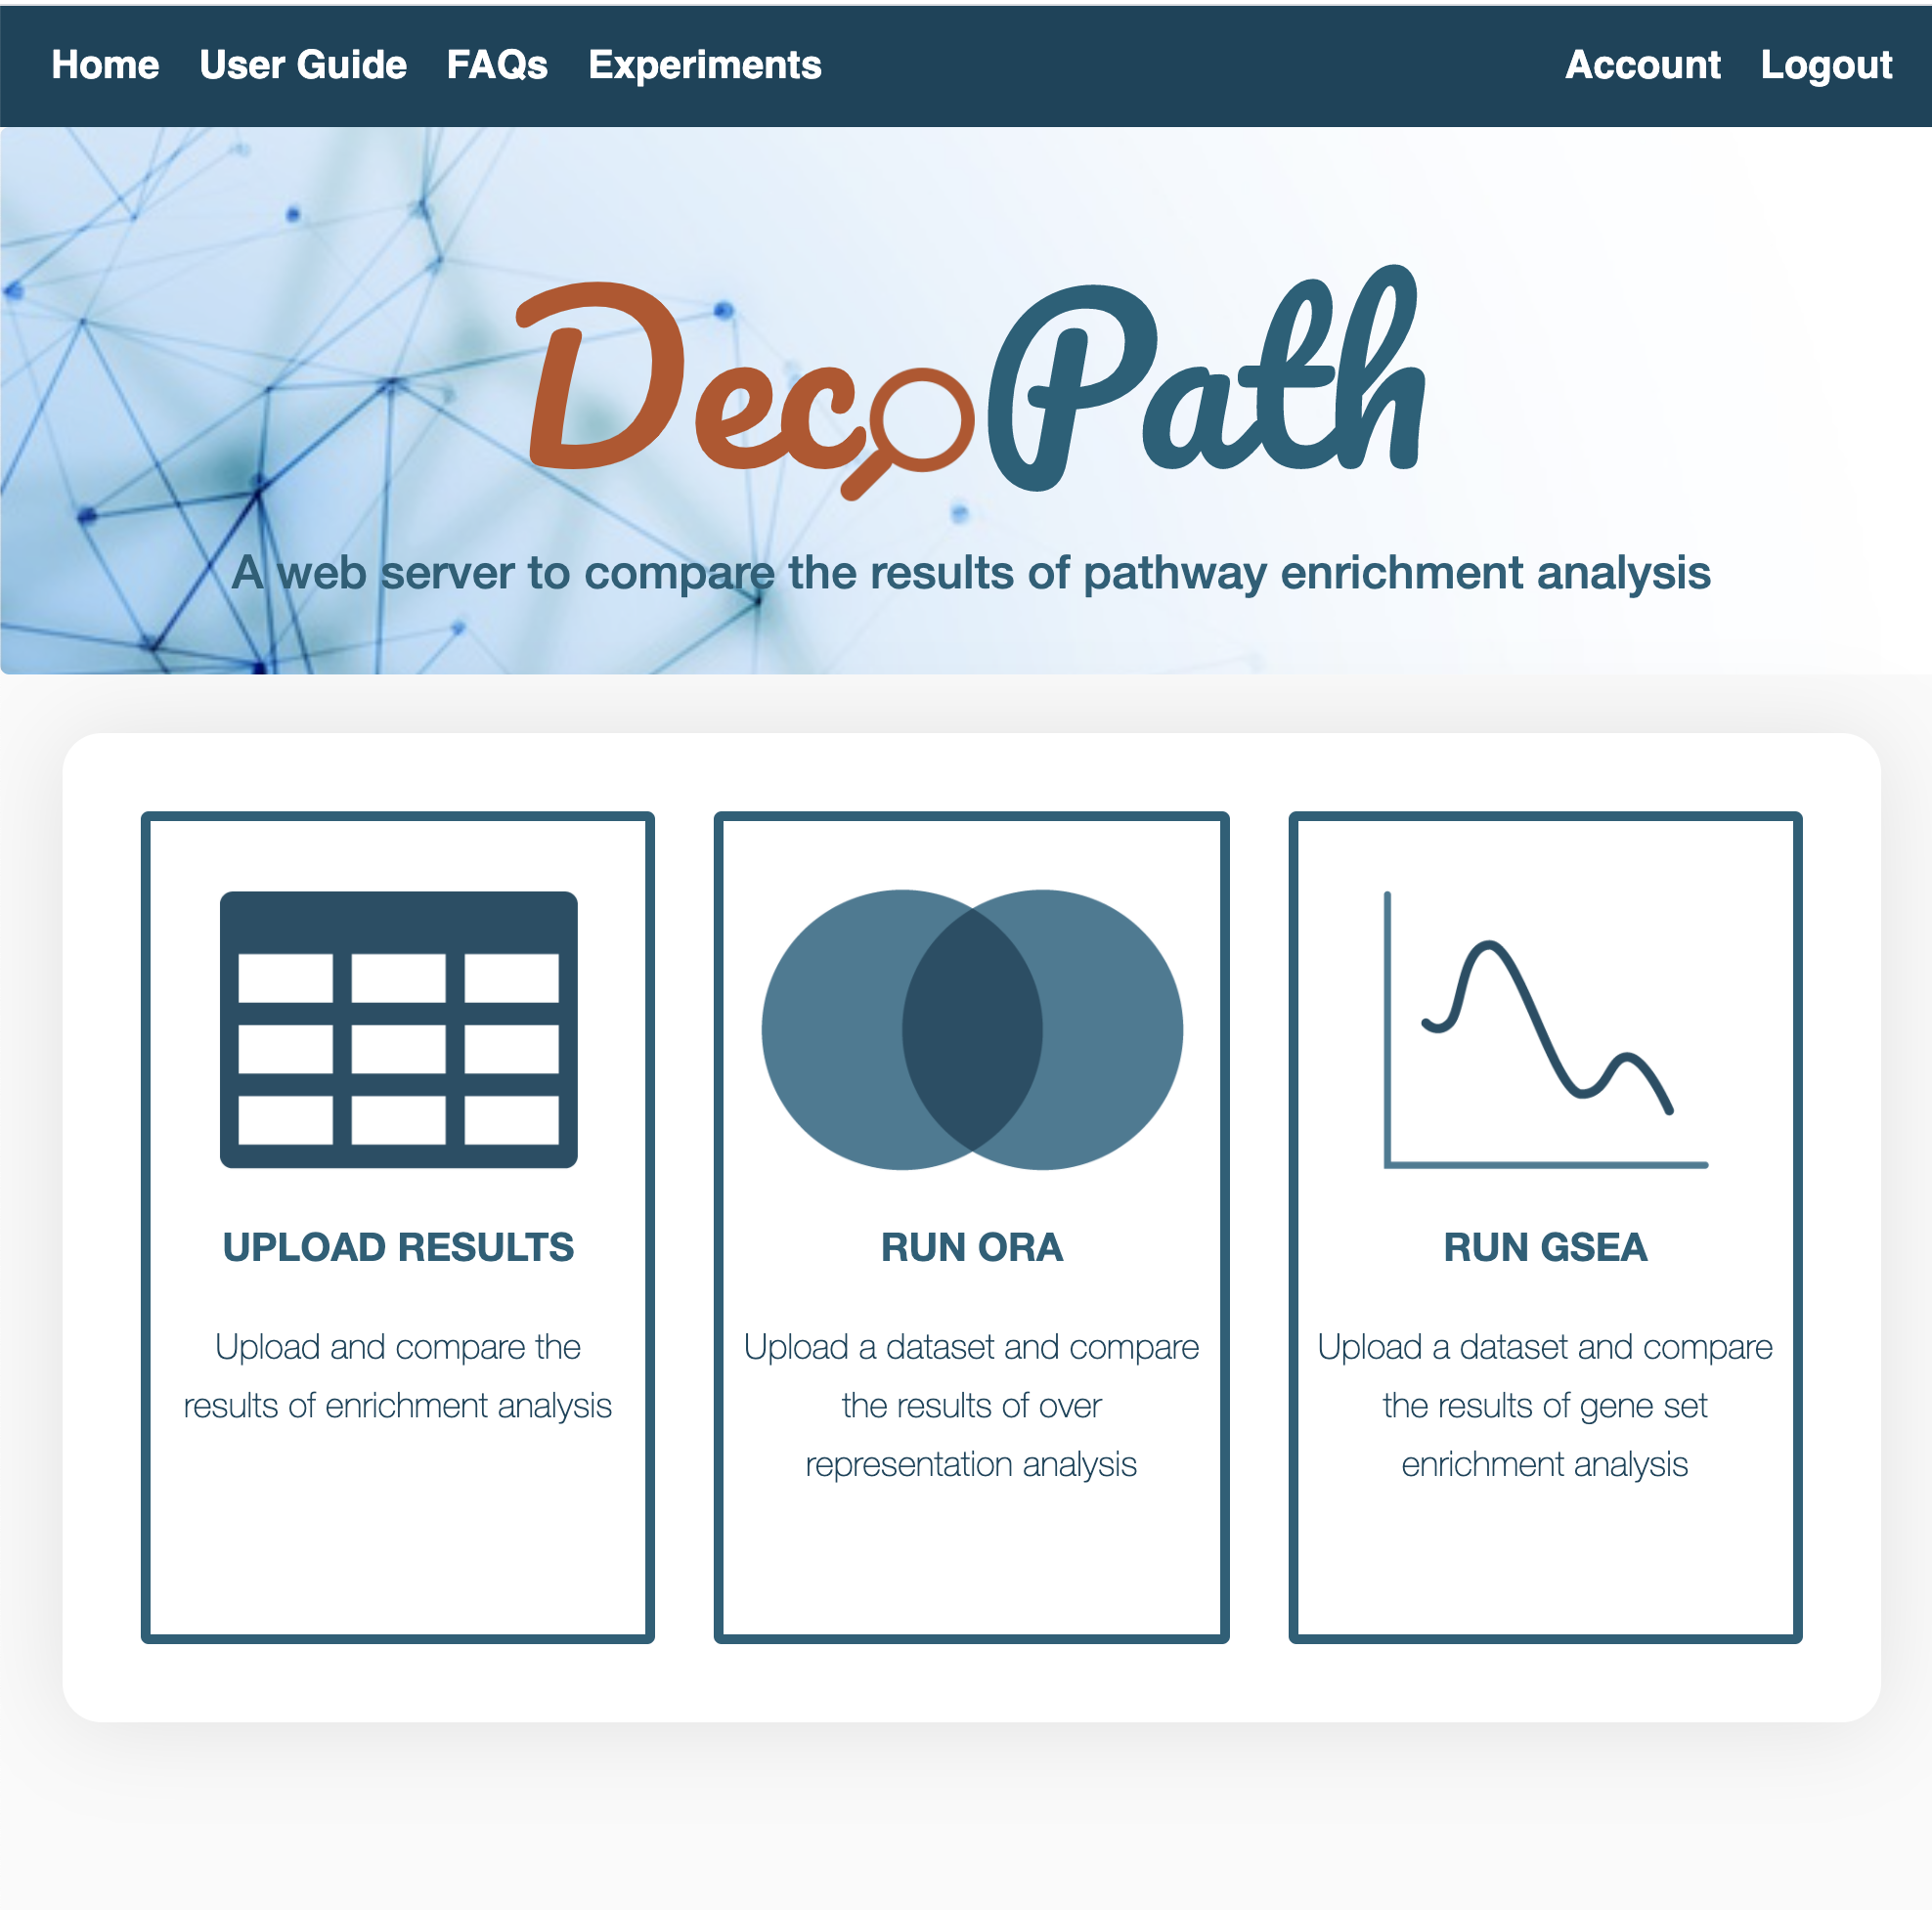 Home User Guide FAQs Experiments Account Logout
DecoPath
A web server to compare the results of pathway enrichment analysis
UPLOAD RESULTS
Upload and compare the
results of enrichment analysis
RUN ORA
Upload a dataset and compare
the results of over
representation analysis
RUN GSEA
Upload a dataset and compare
the results of gene set
enrichment analysis